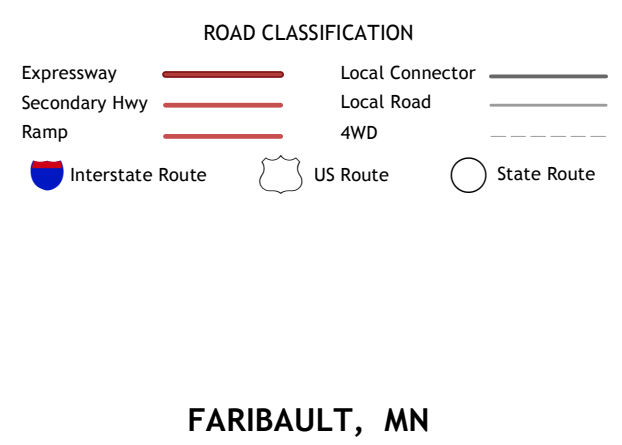 ROAD CLASSIFICATION
Expressway
Local Connector
Secondary Hwy
Local Road
Ramp
4WD
Interstate Route
US Route
State Route
FARIBAULT, MN